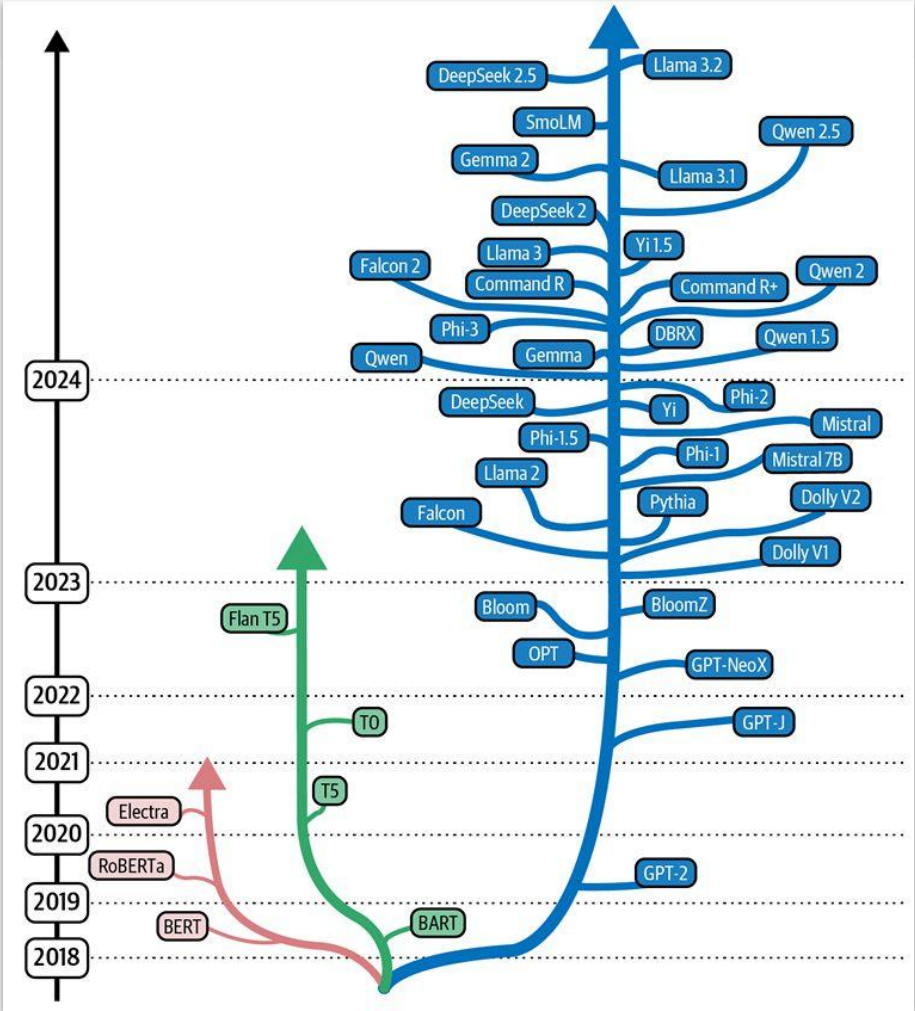 Llama 3.2
DeepSeek 2.5
SmoLM
Qwen 2.5
Gemma 2
Llama 3.1
DeepSeek 2
Yi 1.5
Llama 3
Falcon 2
Qwen 2
Command R
Command R+
Phi-3
DBRX
Qwen 1.5
Gemma
Qwen
2024
Phi-2
DeepSeek
Yi
Mistral
Phi-1.5
Phi-1
Mistral 7B
Llama 2
Dolly V2
Pythia
Falcon
Dolly V1
2023
Bloom
BloomZ
Flan T5
OPT
GPT-NeoX
2022
TO
GPT-J
2021
T5
Electra
2020
RoBERTa
GPT-2
2019
BERT
BART
2018